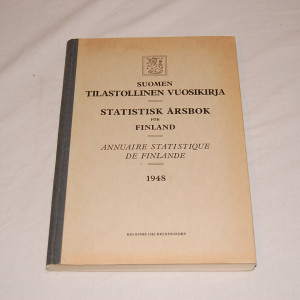 SUOMEN
TILASTOLLINEN VUOSIKIRJA
STATISTISK ÅRSBOK
FÖR
FINLAND
ANNUAIRE STATISTIQUE
DE FINLANDE
1948